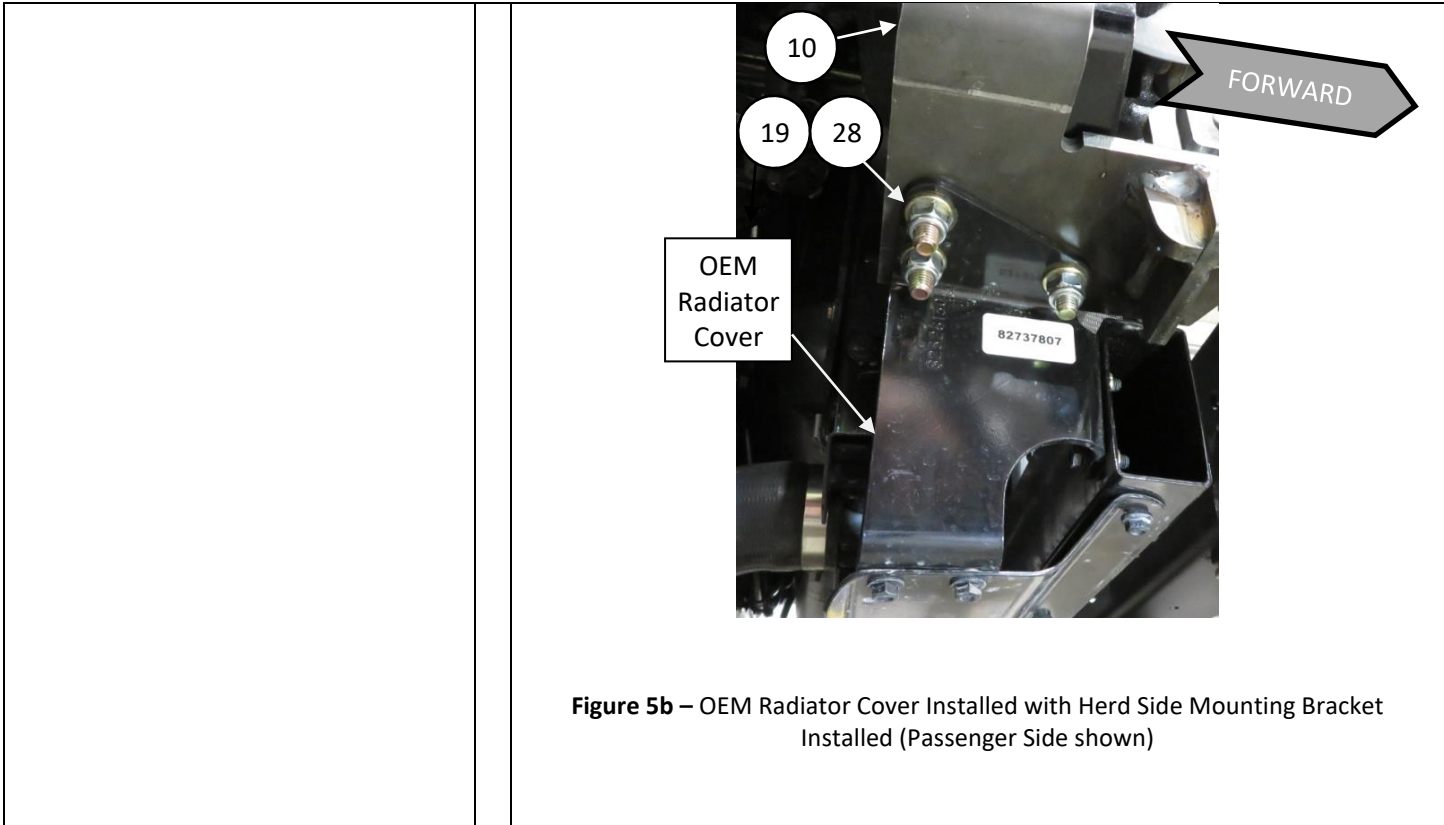 10
FORWARD
19 28
OEM
Radiator
Cover
82737807
Figure 5b – OEM Radiator Cover Installed with Herd Side Mounting Bracket
Installed (Passenger Side shown)